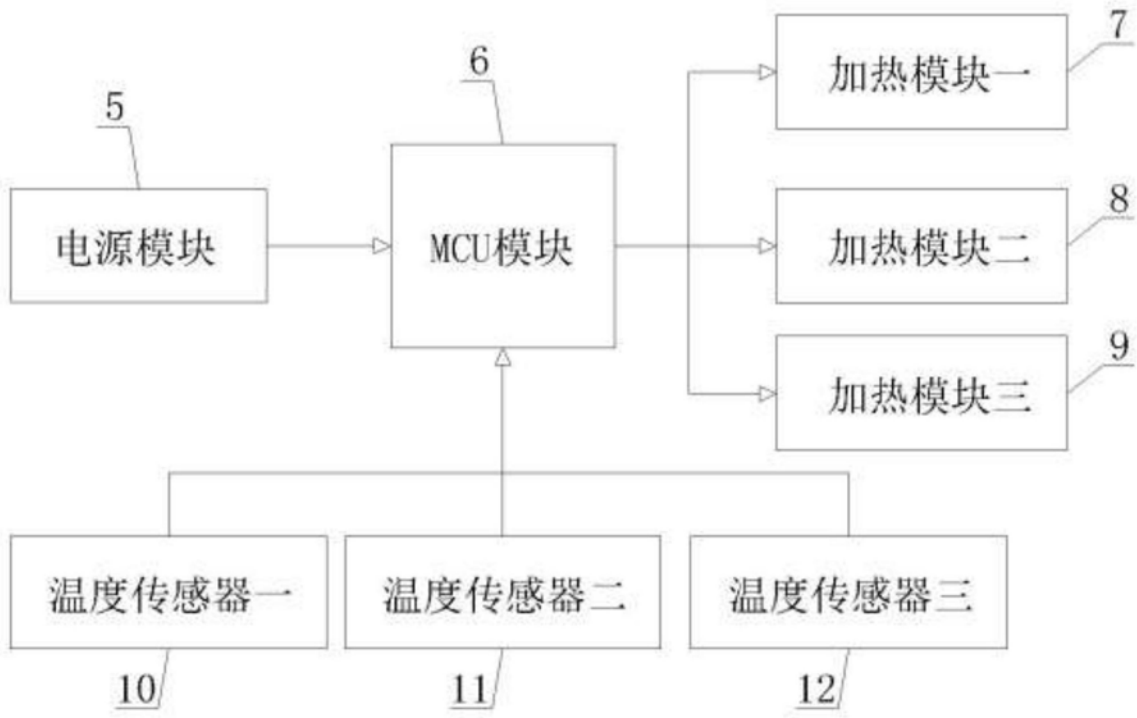 7
加热模块一
6
5
8
电源模块
MCU模块
加热模块二
9
加热模块三
温度传感器一
温度传感器二
温度传感器三
10
11
12